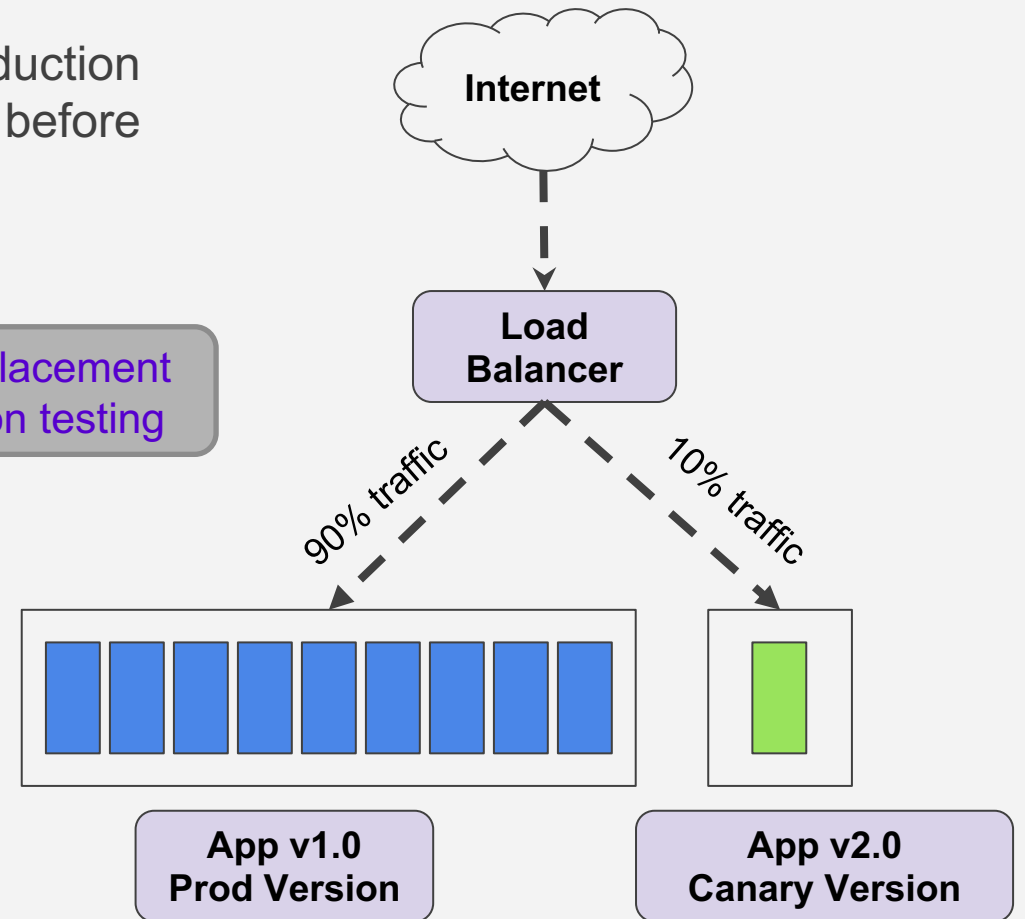 duction
before
Internet
Load
Balancer
lacement
on testing
90% traffic
10% traffic
App v1.0
Prod Version
App v2.0
Canary Version